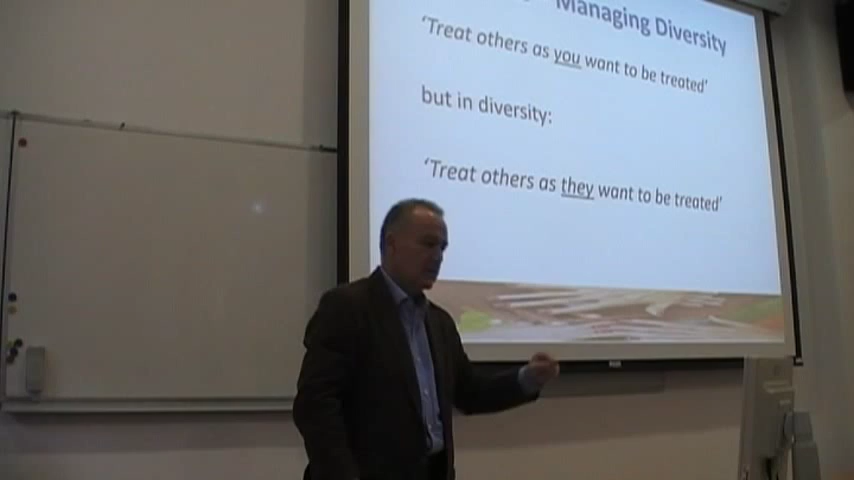 Managing Diversity
‘Treat others as you want to be treated’
but in diversity:
‘Treat others as they want to be treated’